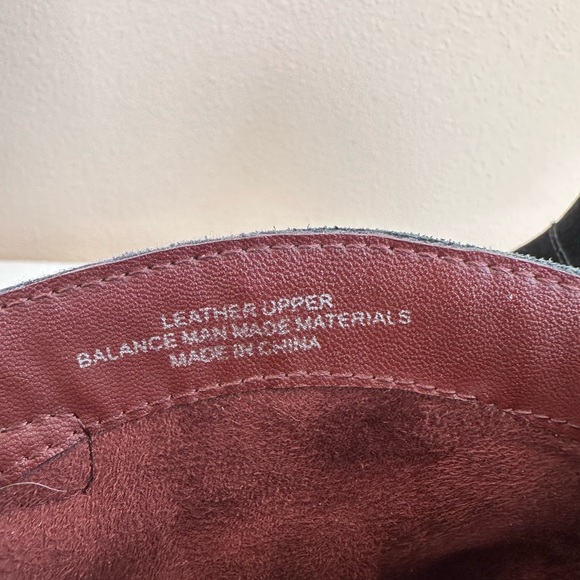 LEATHER UPPER
BALANCE MAN MADE MATERIALS
MADE IN CHINA